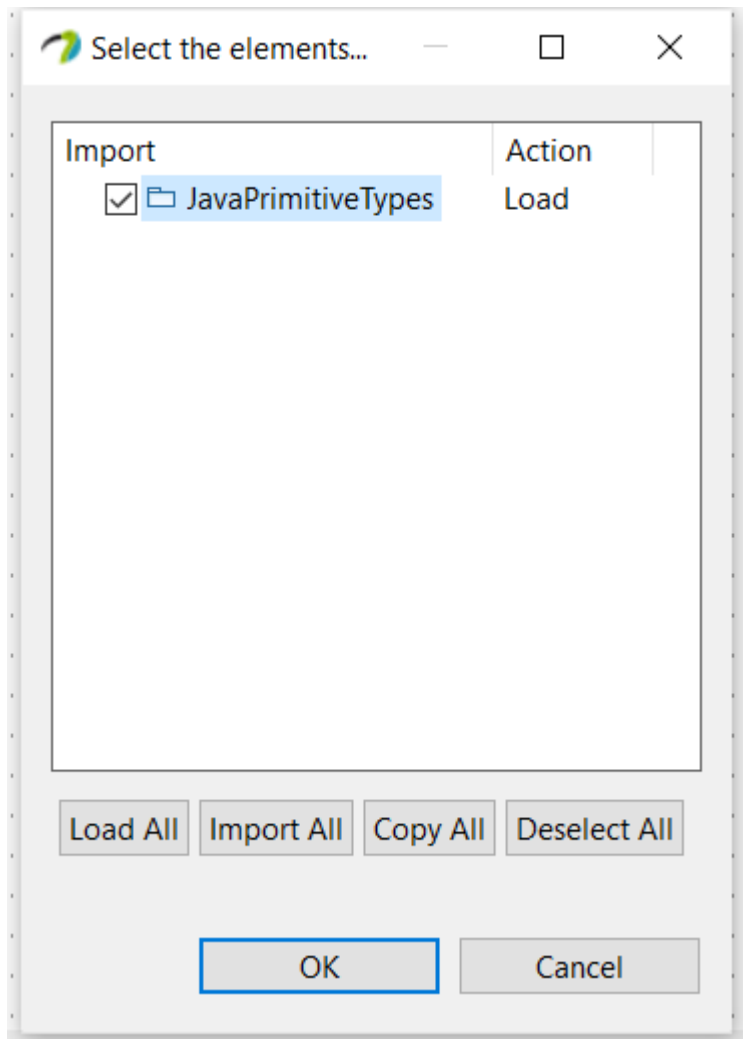 Select the elements...
Import Action
JavaPrimitiveTypes Load
Load All Import All Copy All Deselect All
OK Cancel